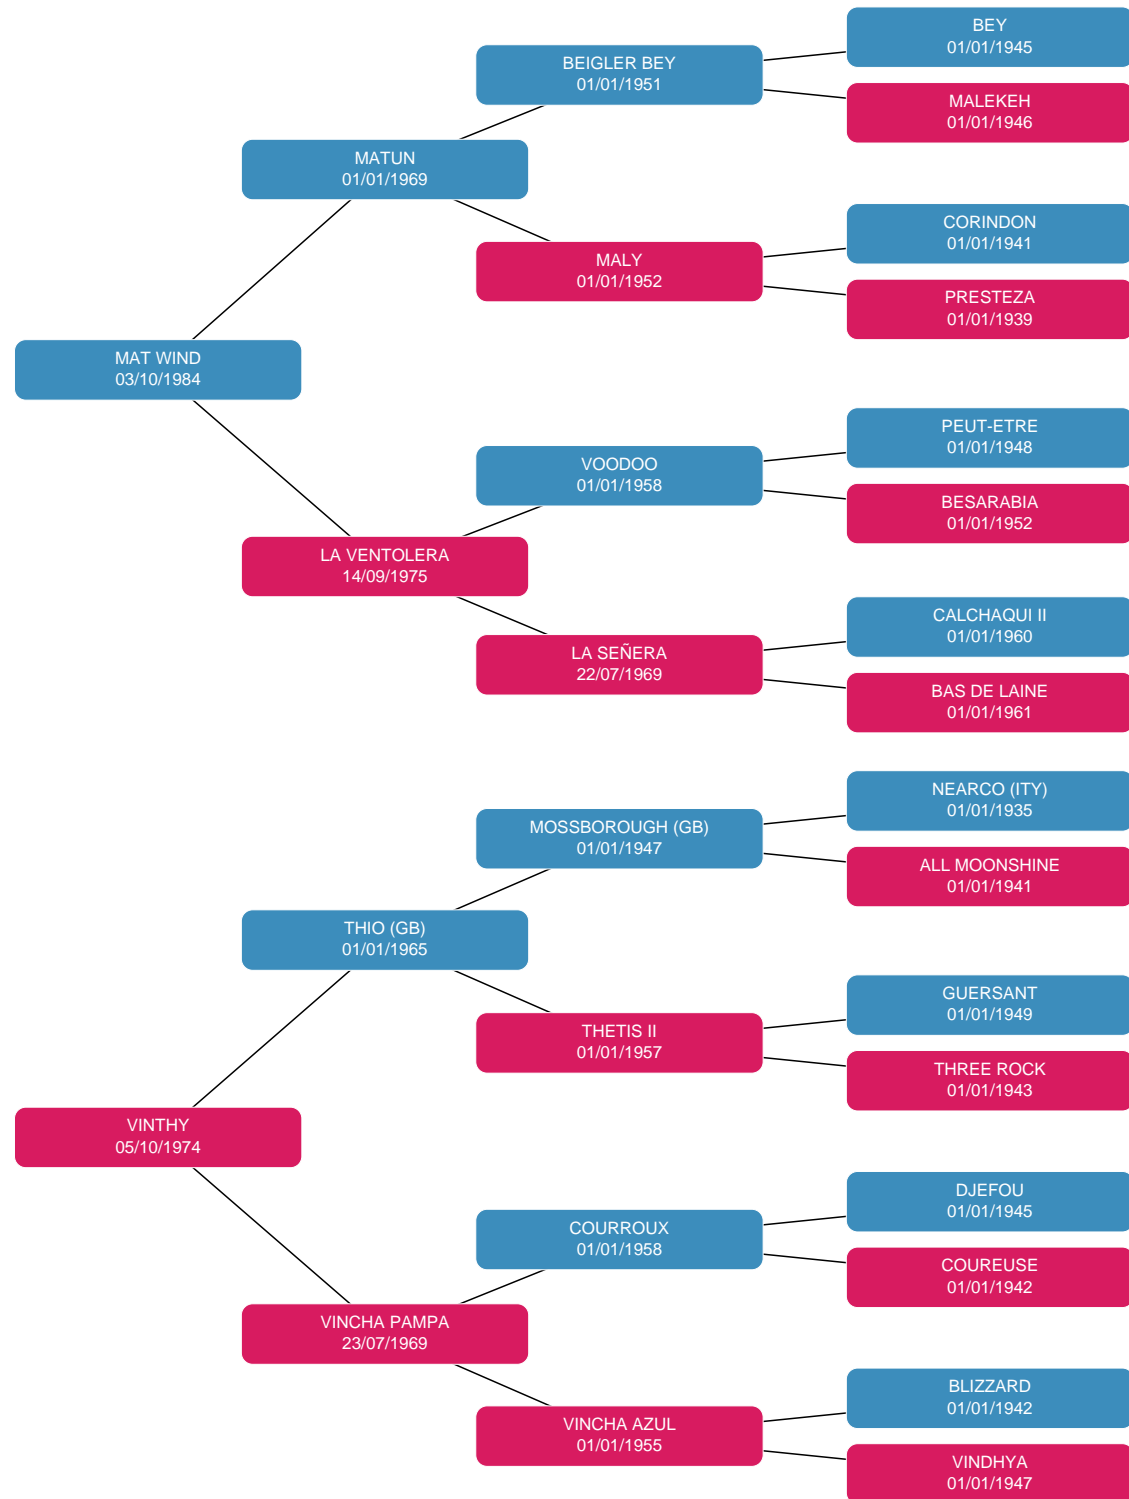 BEY
01/01/1945
BEIGLER BEY
01/01/1951
MALEKEH
01/01/1946
MATUN
01/01/1969
CORINDON
01/01/1941
MALY
01/01/1952
PRESTEZA
01/01/1939
MAT WIND
03/10/1984
PEUT-ETRE
01/01/1948
VOODOO
01/01/1958
BESARABIA
01/01/1952
LA VENTOLERA
14/09/1975
CALCHAQUI II
01/01/1960
LA SEÑERA
22/07/1969
BAS DE LAINE
01/01/1961
NEARCO (ITY)
01/01/1935
MOSSBOROUGH (GB)
01/01/1947
ALL MOONSHINE
01/01/1941
THIO (GB)
01/01/1965
GUERSANT
01/01/1949
THETIS II
01/01/1957
THREE ROCK
01/01/1943
VINTHY
05/10/1974
DJEFOU
01/01/1945
COURROUX
01/01/1958
COUREUSE
01/01/1942
VINCHA PAMPA
23/07/1969
BLIZZARD
01/01/1942
VINCHA AZUL
01/01/1955
VINDHYA
01/01/1947